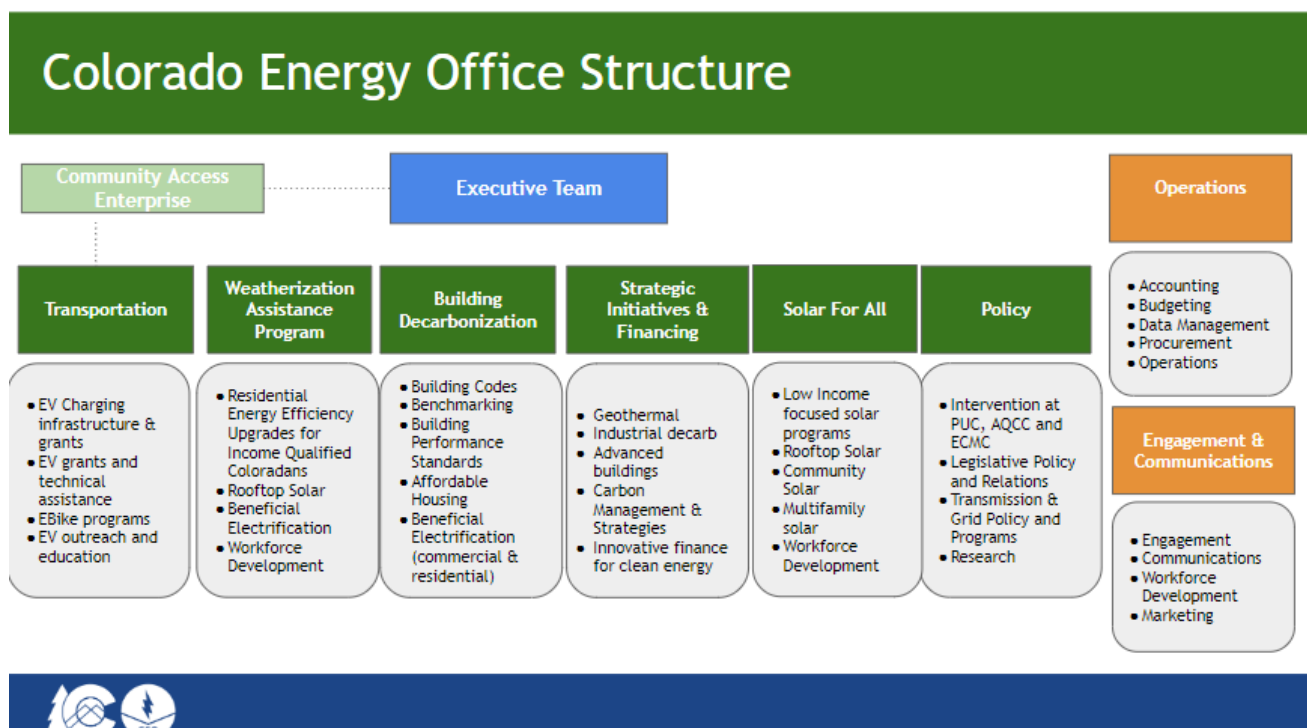 Colorado Energy Office Structure
Community Access
Enterprise
Executive Team
Operations
Transportation
Weatherization
Assistance
Program
Building
Decarbonization
Strategic
Initiatives &
Financing
Solar For All
Policy
● EV Charging
infrastructure &
grants
● EV grants and
technical
assistance
● EBike programs
● EV outreach and
education
● Residential
Energy Efficiency
Upgrades for
Income Qualified
Coloradans
● Rooftop Solar
● Beneficial
Electrification
● Workforce
Development
● Building Codes
● Benchmarking
● Building
Performance
Standards
● Affordable
Housing
● Beneficial
Electrification
(commercial &
residential)
● Geothermal
● Industrial decarb
● Advanced
buildings
● Carbon
Management &
Strategies
● Innovative finance
for clean energy
● Low Income
focused solar
programs
● Rooftop Solar
● Community
Solar
● Multifamily
solar
● Workforce
Development
● Intervention at
PUC, AQCC and
ECMC
● Legislative Policy
and Relations
● Transmission &
Grid Policy and
Programs
● Research
● Accounting
● Budgeting
● Data Management
● Procurement
● Operations
Engagement &
Communications
● Engagement
● Communications
● Workforce
Development
● Marketing